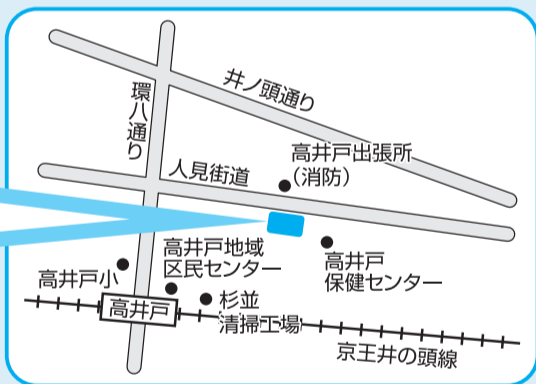 井ノ頭通り
環八通り
高井戸出張所
（消防）
人見街道
高井戸地域
区民センター
高井戸
保健センター
高井戸小
杉並
清掃工場
高井戸
京王井の頭線